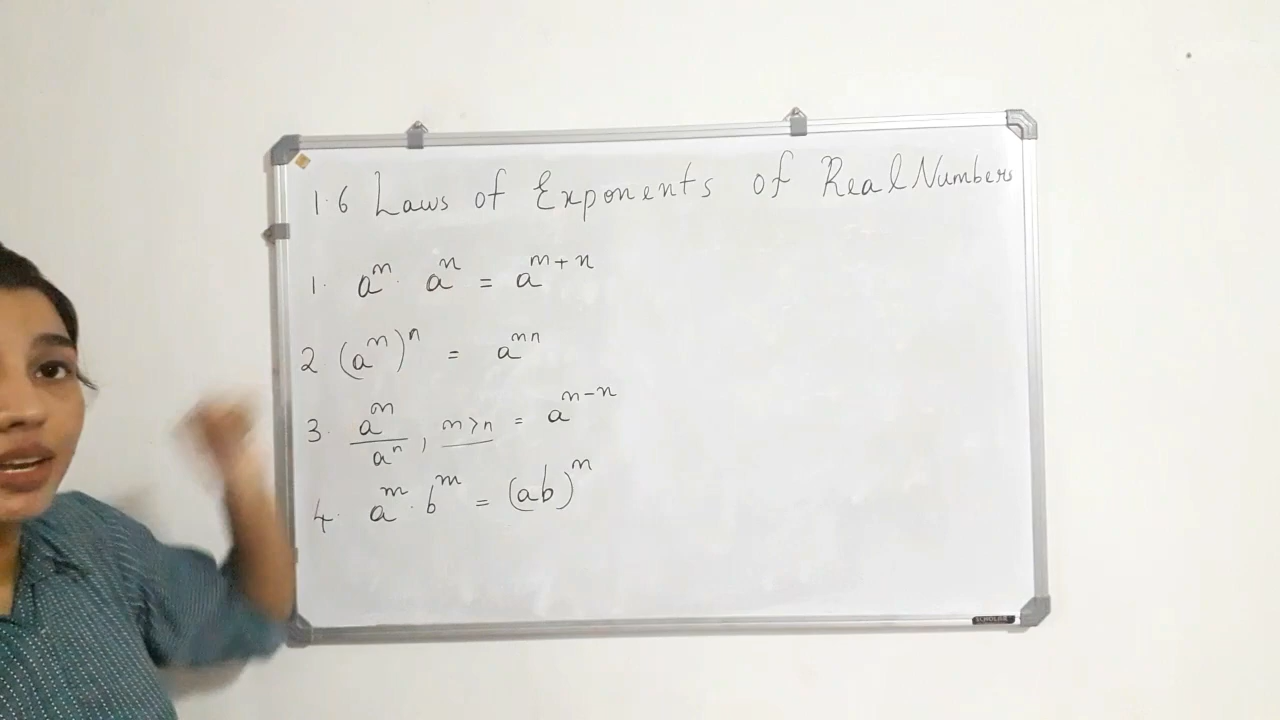 1.6 Laws of Exponents of Real Numbers
1. a^m . a^n = a^{m+n}
2 (a^m)^n = a^{mn}
3. a^m / a^n , m>n = a^{m-n}
4. a^m . b^m = (ab)^m